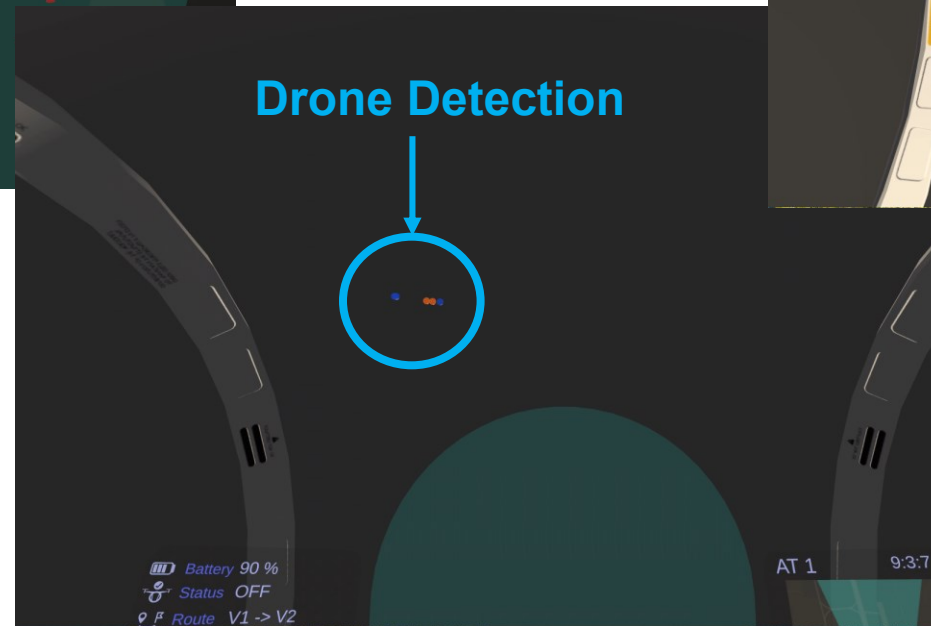 Drone Detection
Battery 90 %
Status OFF
Route V1 -> V2
AT 1
9:3:7